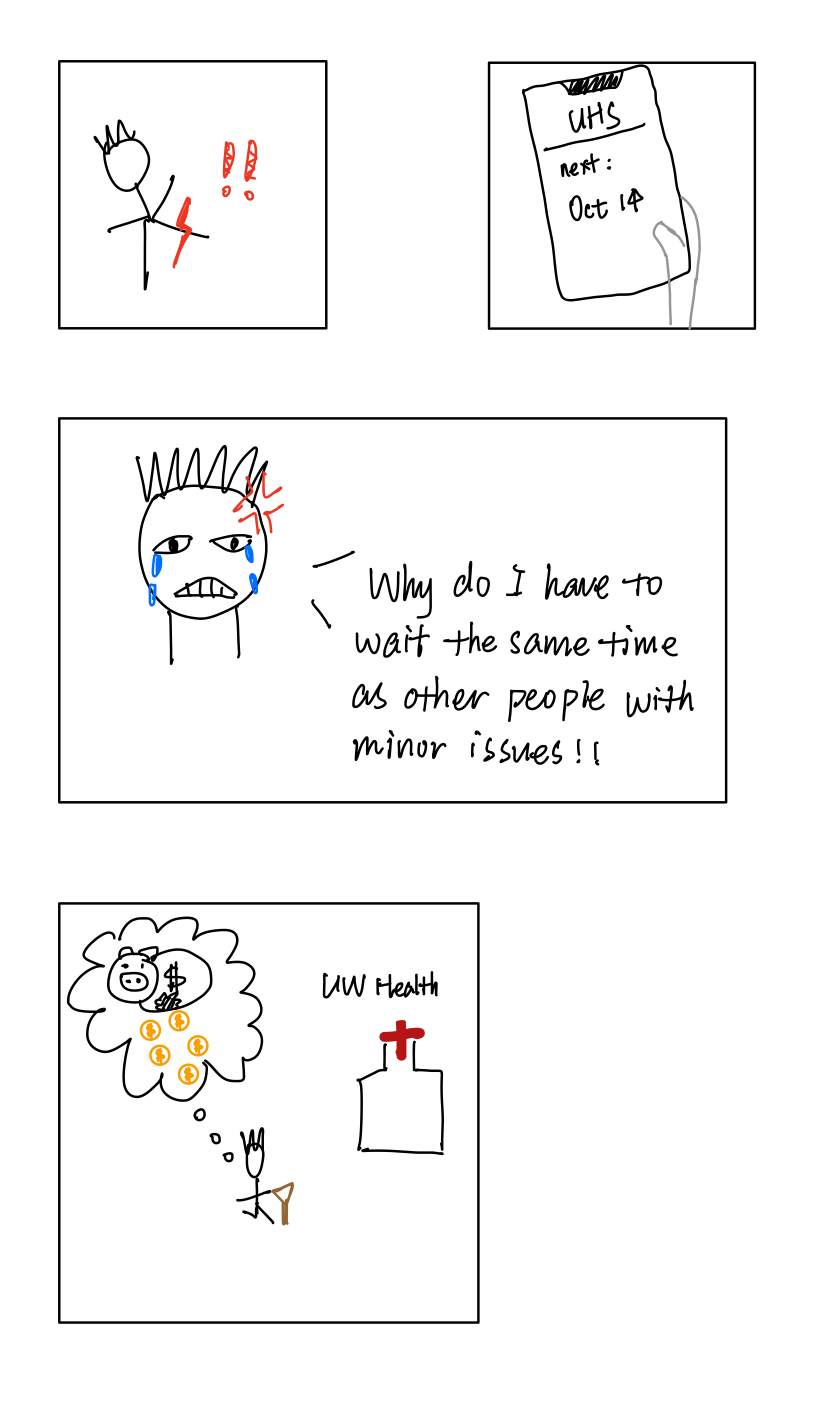 !!
UHS
next:
Oct 14
Why do I have to
wait the same time
as other people with
minor issues!!
$
$ $
$ $
$
UW Health